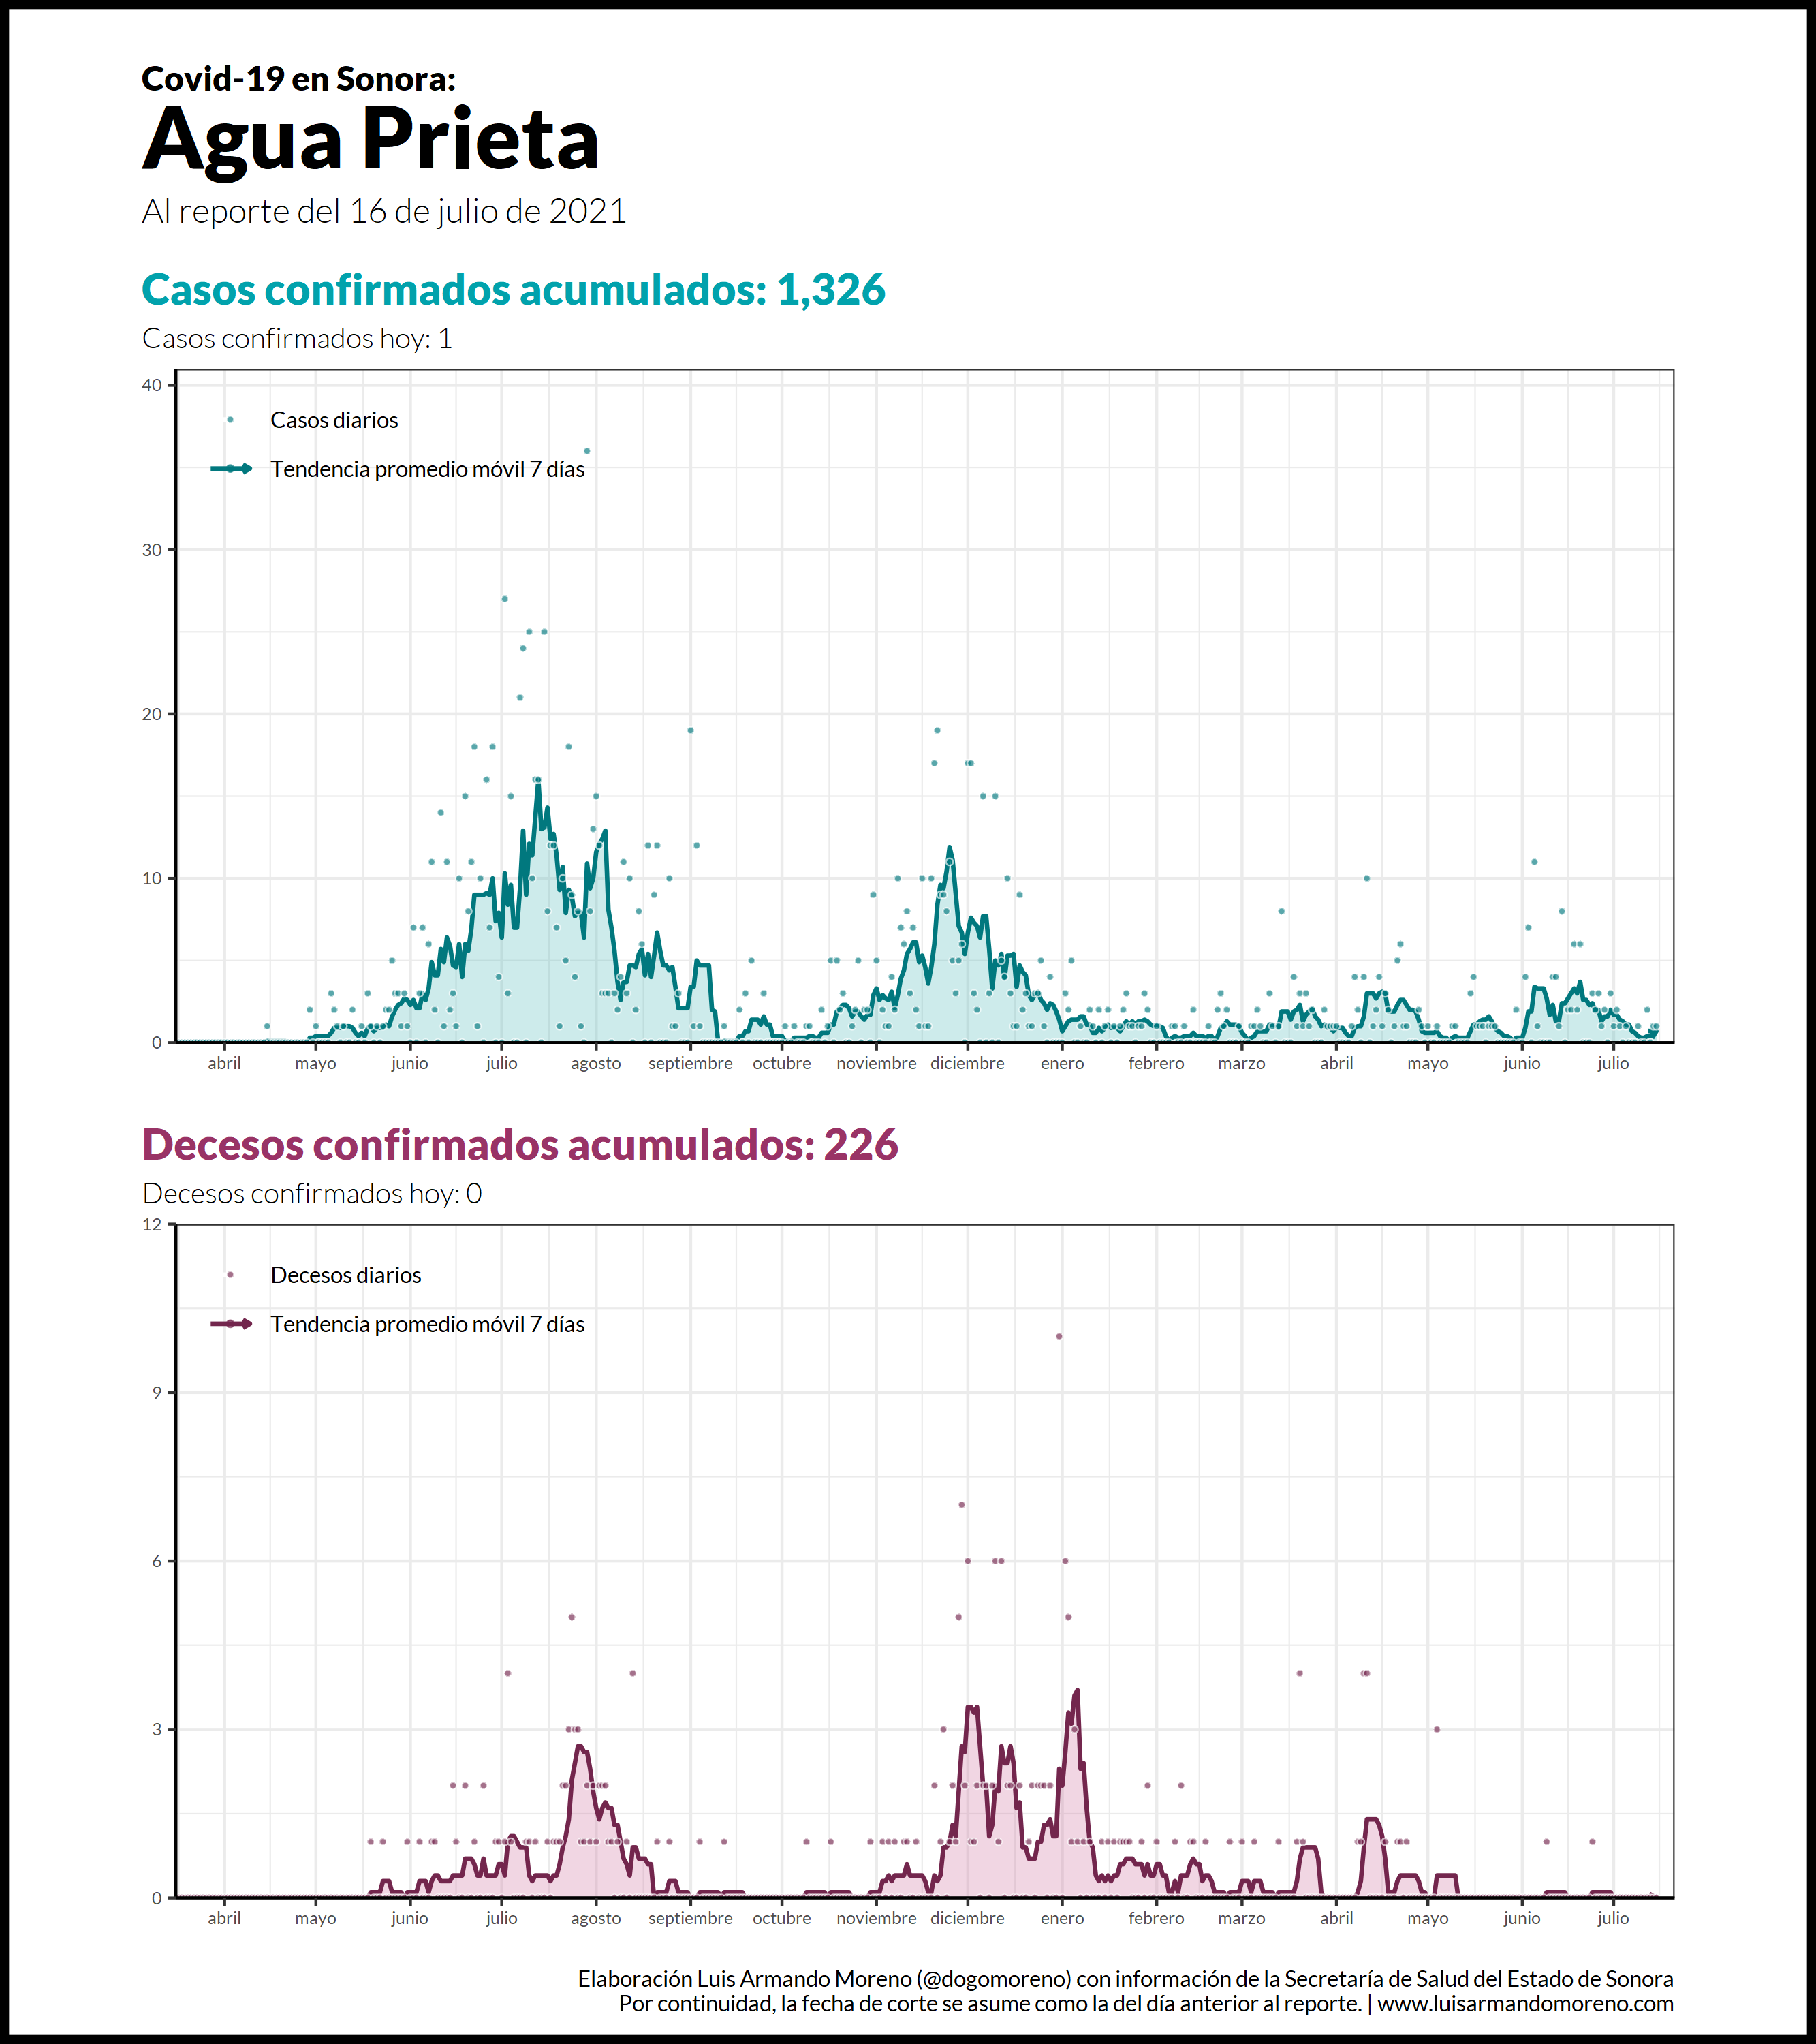 Covid-19 en Sonora:
Agua Prieta
Al reporte del 16 de julio de 2021
Casos confirmados acumulados: 1,326
Casos confirmados hoy: 1
40
30
20
10
0
Casos diarios
Tendencia promedio móvil 7 días
abril mayo junio julio agosto septiembre octubre noviembre diciembre enero febrero marzo abril mayo junio julio
Decesos confirmados acumulados: 226
Decesos confirmados hoy: 0
12
9
6
3
0
Decesos diarios
Tendencia promedio móvil 7 días
abril mayo junio julio agosto septiembre octubre noviembre diciembre enero febrero marzo abril mayo junio julio
Elaboración Luis Armando Moreno (@dogomoreno) con información de la Secretaría de Salud del Estado de Sonora
Por continuidad, la fecha de corte se asume como la del día anterior al reporte. | www.luisarmandomoreno.com